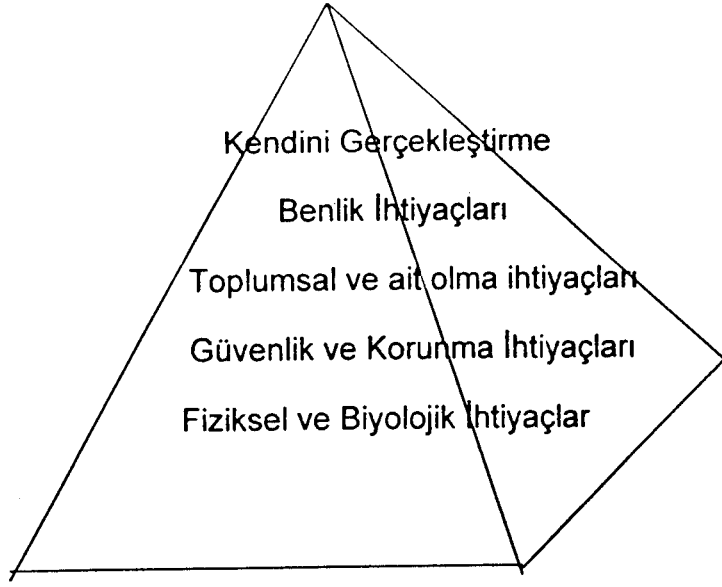 Kendini Gerçekleştirme
Benlik İhtiyaçları
Toplumsal ve ait olma ihtiyaçları
Güvenlik ve Korunma İhtiyaçları
Fiziksel ve Biyolojik İhtiyaçlar